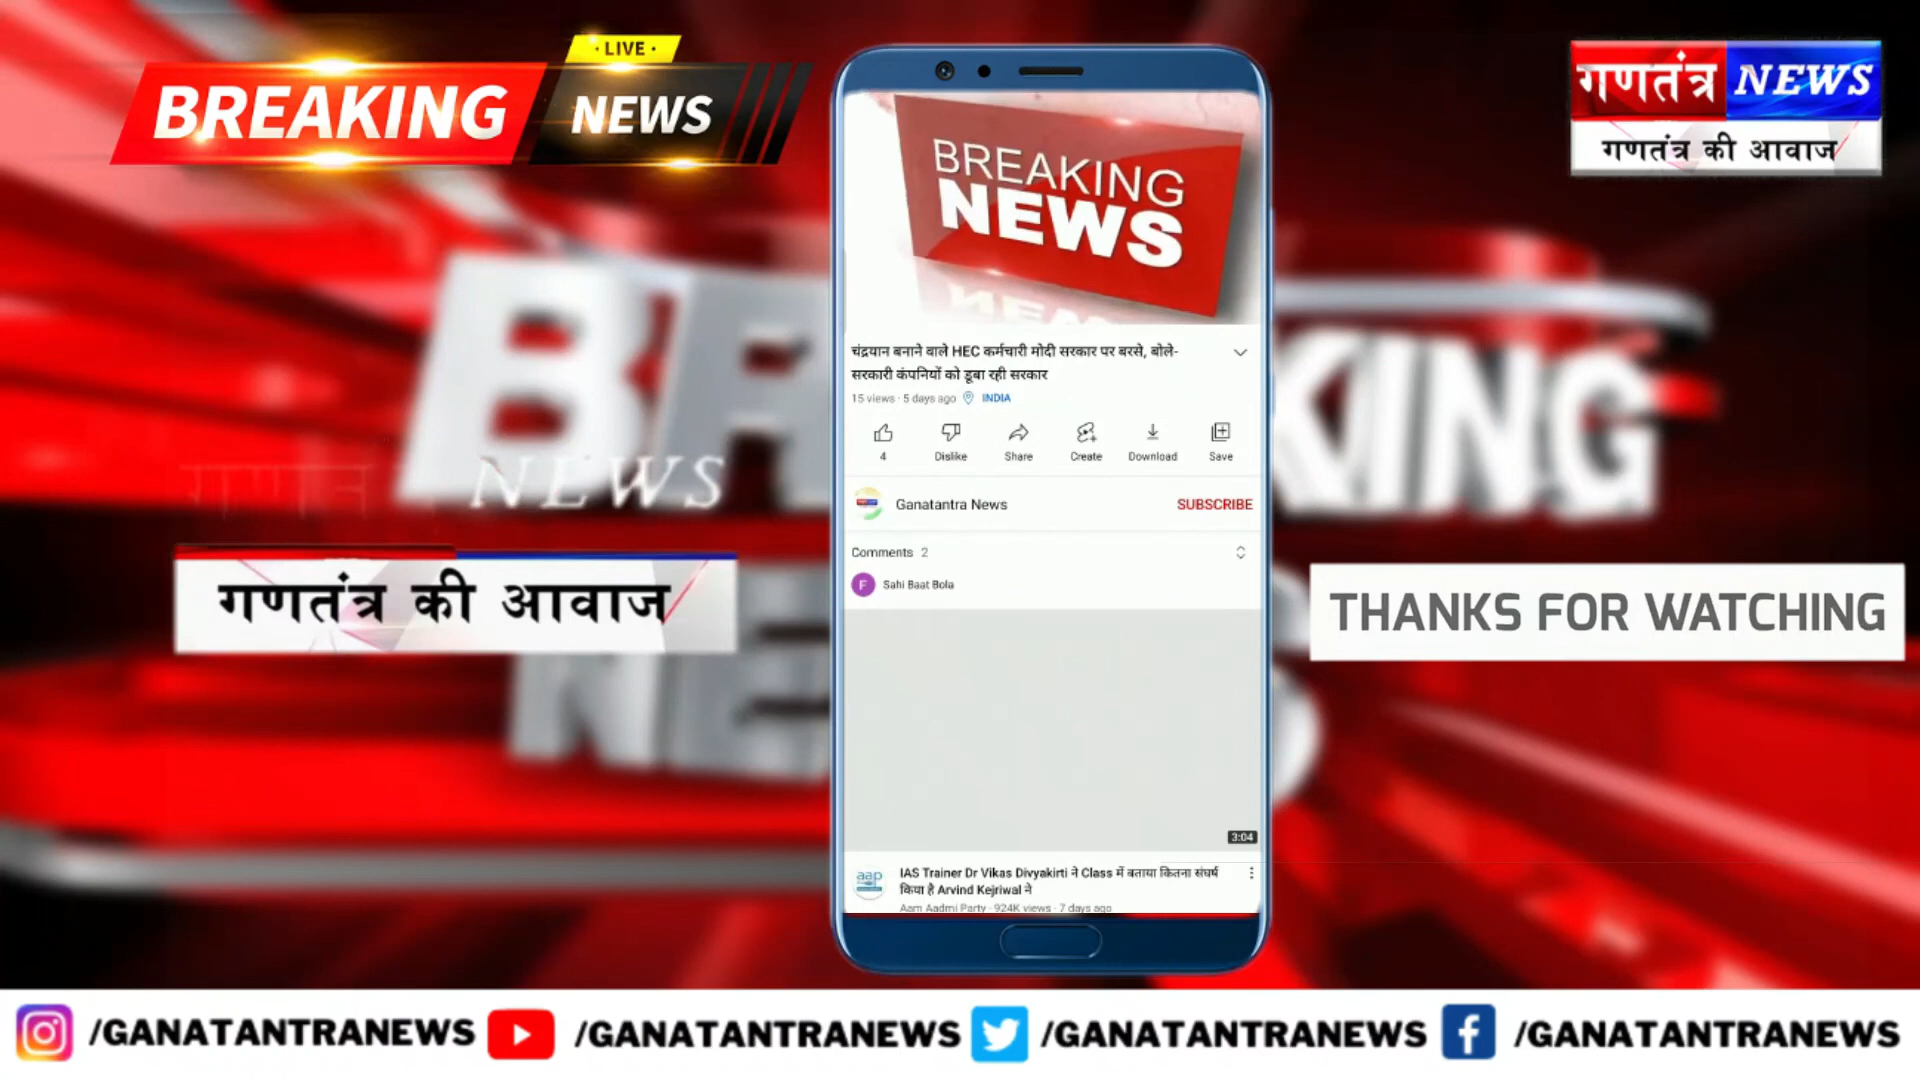 LIVE
BREAKING NEWS
गणतंत्र NEWS
गणतंत्र की आवाज
BREAKING
NEWS
चंद्रयान बनाने वाले HEC कर्मचारी मोदी सरकार पर बरसे, बोले-
सरकारी कंपनियों को डूबा रही सरकार
15 views · 5 days ago INDIA
4 Dislike Share Create Download Save
Ganatantra News SUBSCRIBE
Comments 2
F Sahi Baat Bola
3:04
aap
IAS Trainer Dr Vikas Divyakirti ने Class में बताया कितना संघर्ष
किया है Arvind Kejriwal ने
Aam Aadmi Party · 924K views · 7 days ago
NEWS
गणतंत्र की आवाज
KING
THANKS FOR WATCHING
/GANATANTRANEWS /GANATANTRANEWS /GANATANTRANEWS /GANATANTRANEWS